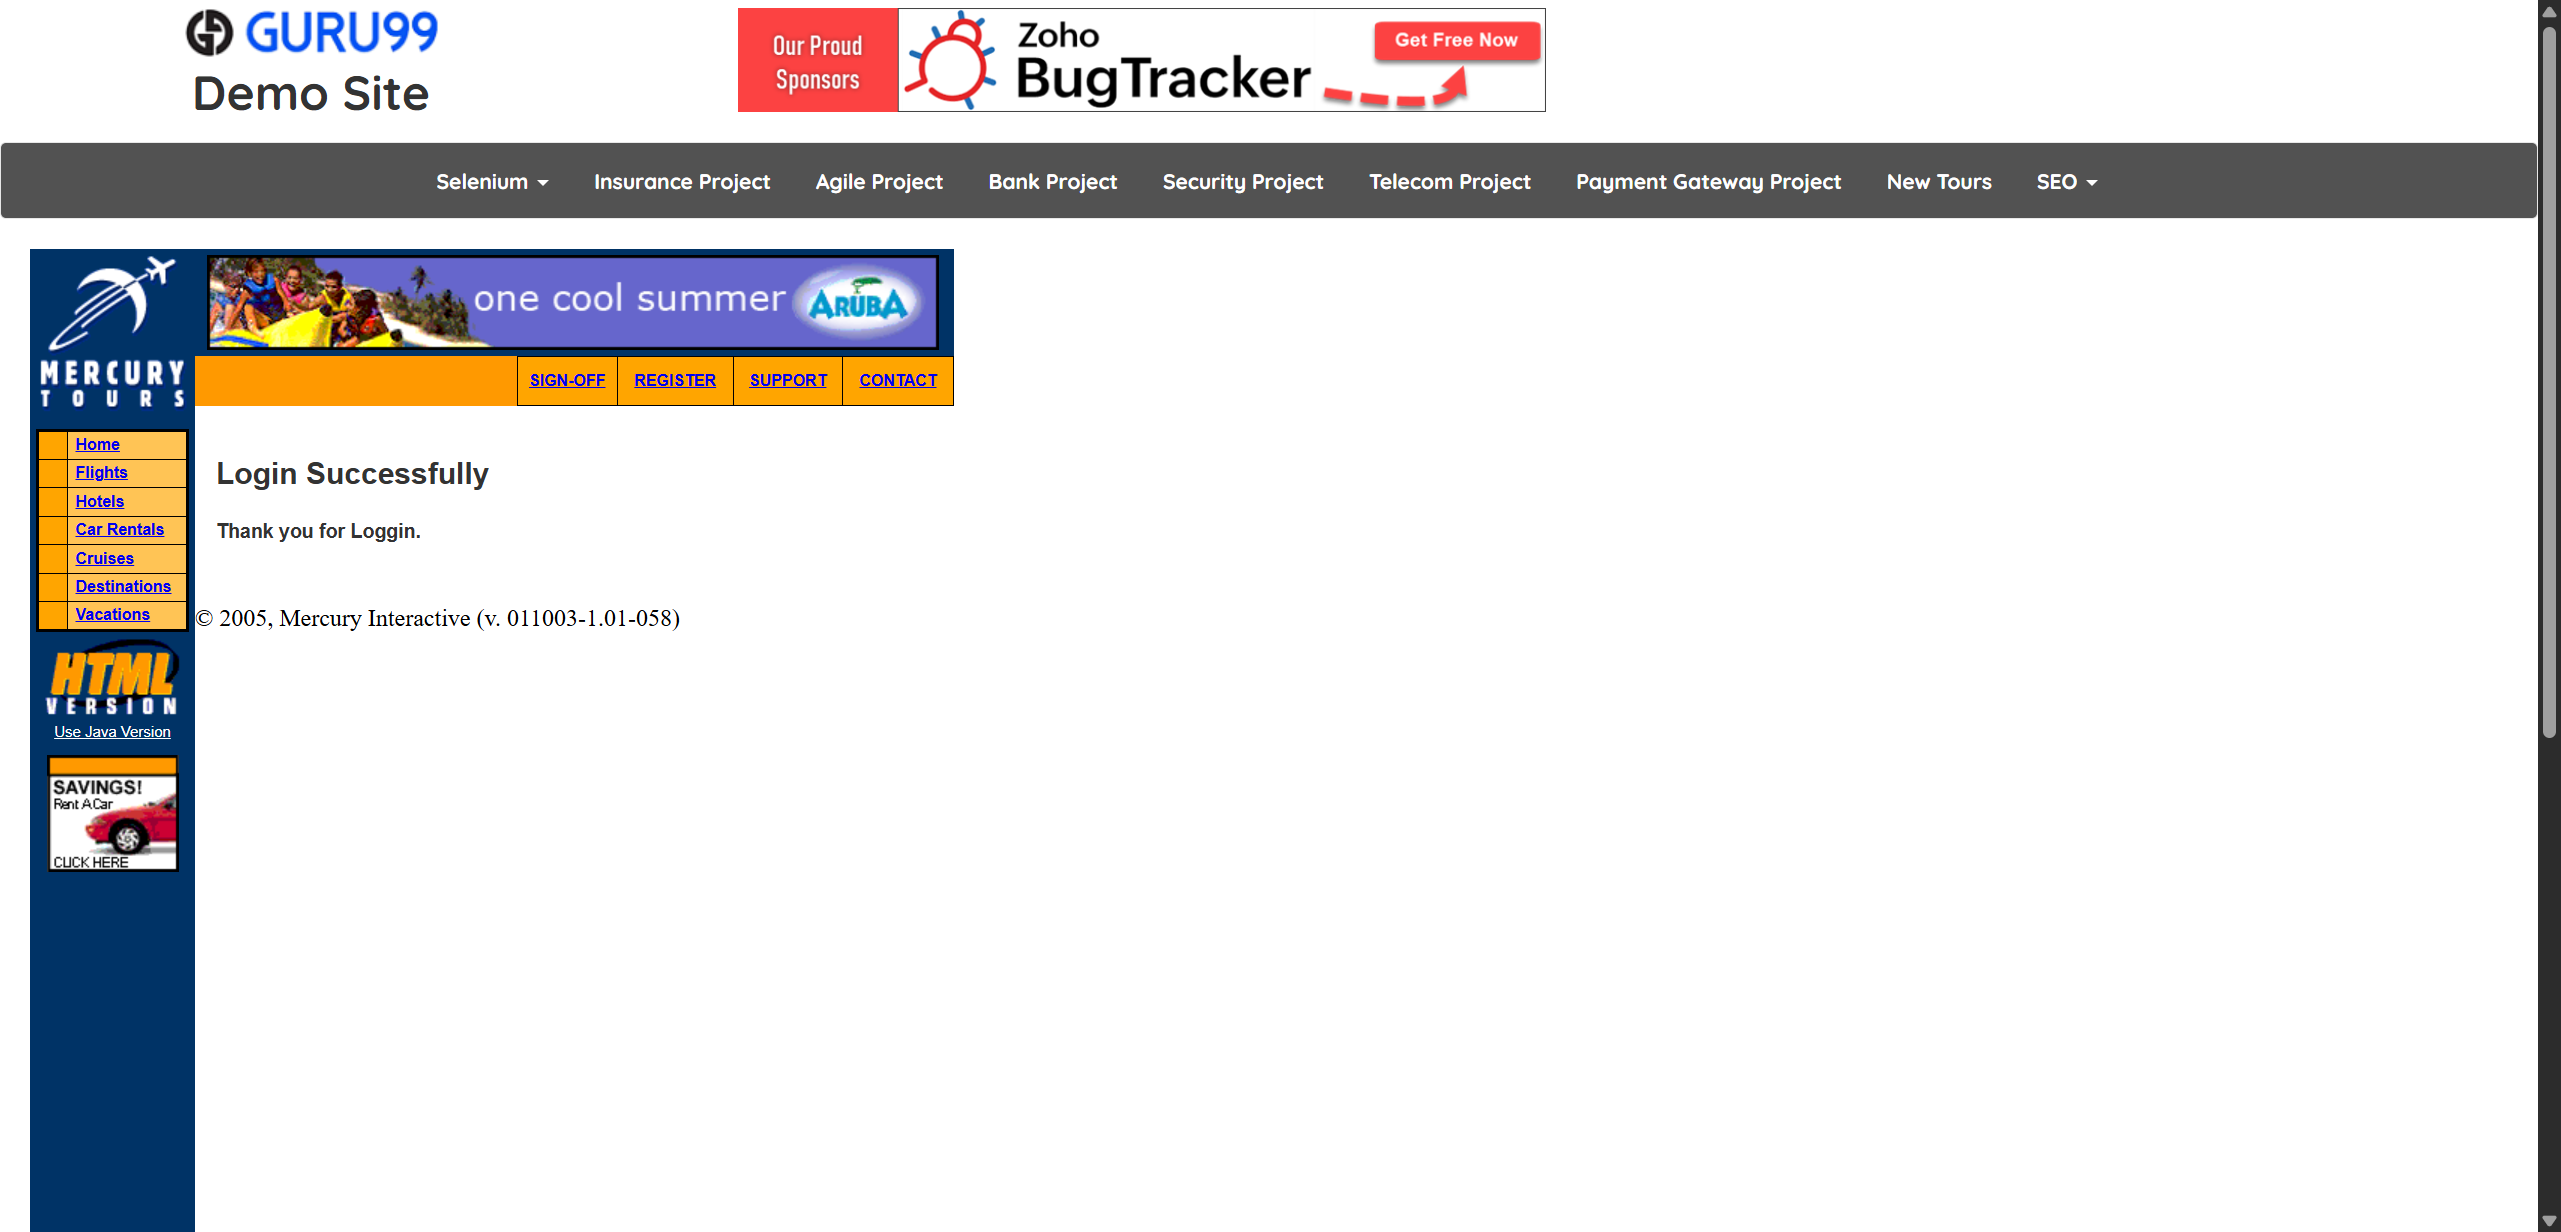 GURU99
Demo Site
Our Proud
Sponsors
Zoho
BugTracker
Get Free Now
Selenium
Insurance Project
Agile Project
Bank Project
Security Project
Telecom Project
Payment Gateway Project
New Tours
SEO
one cool summer
ARUBA
MERCURY
TOURS
SIGN-OFF
REGISTER
SUPPORT
CONTACT
Home
Flights
Hotels
Car Rentals
Cruises
Destinations
Vacations
Login Successfully
Thank you for Loggin.
© 2005, Mercury Interactive (v. 011003-1.01-058)
HTML
VERSION
Use Java Version
SAVINGS!
Rent A Car
CLICK HERE